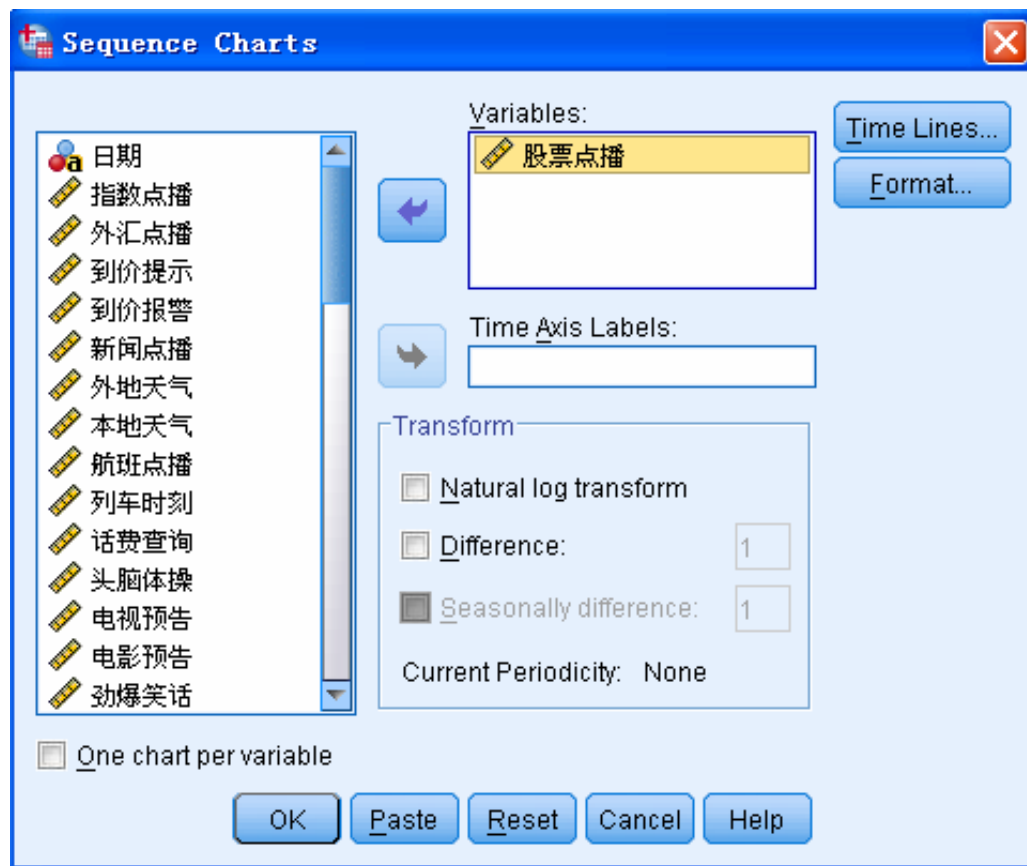 Sequence Charts
日期
指数点播
外汇点播
到价提示
到价报警
新闻点播
外地天气
本地天气
航班点播
列车时刻
话费查询
头脑体操
电视预告
电影预告
劲爆笑话
Variables:
股票点播
Time Lines...
Format...
Time Axis Labels:
Transform
Natural log transform
Difference:
1
Seasonally difference:
1
Current Periodicity: None
One chart per variable
OK
Paste
Reset
Cancel
Help